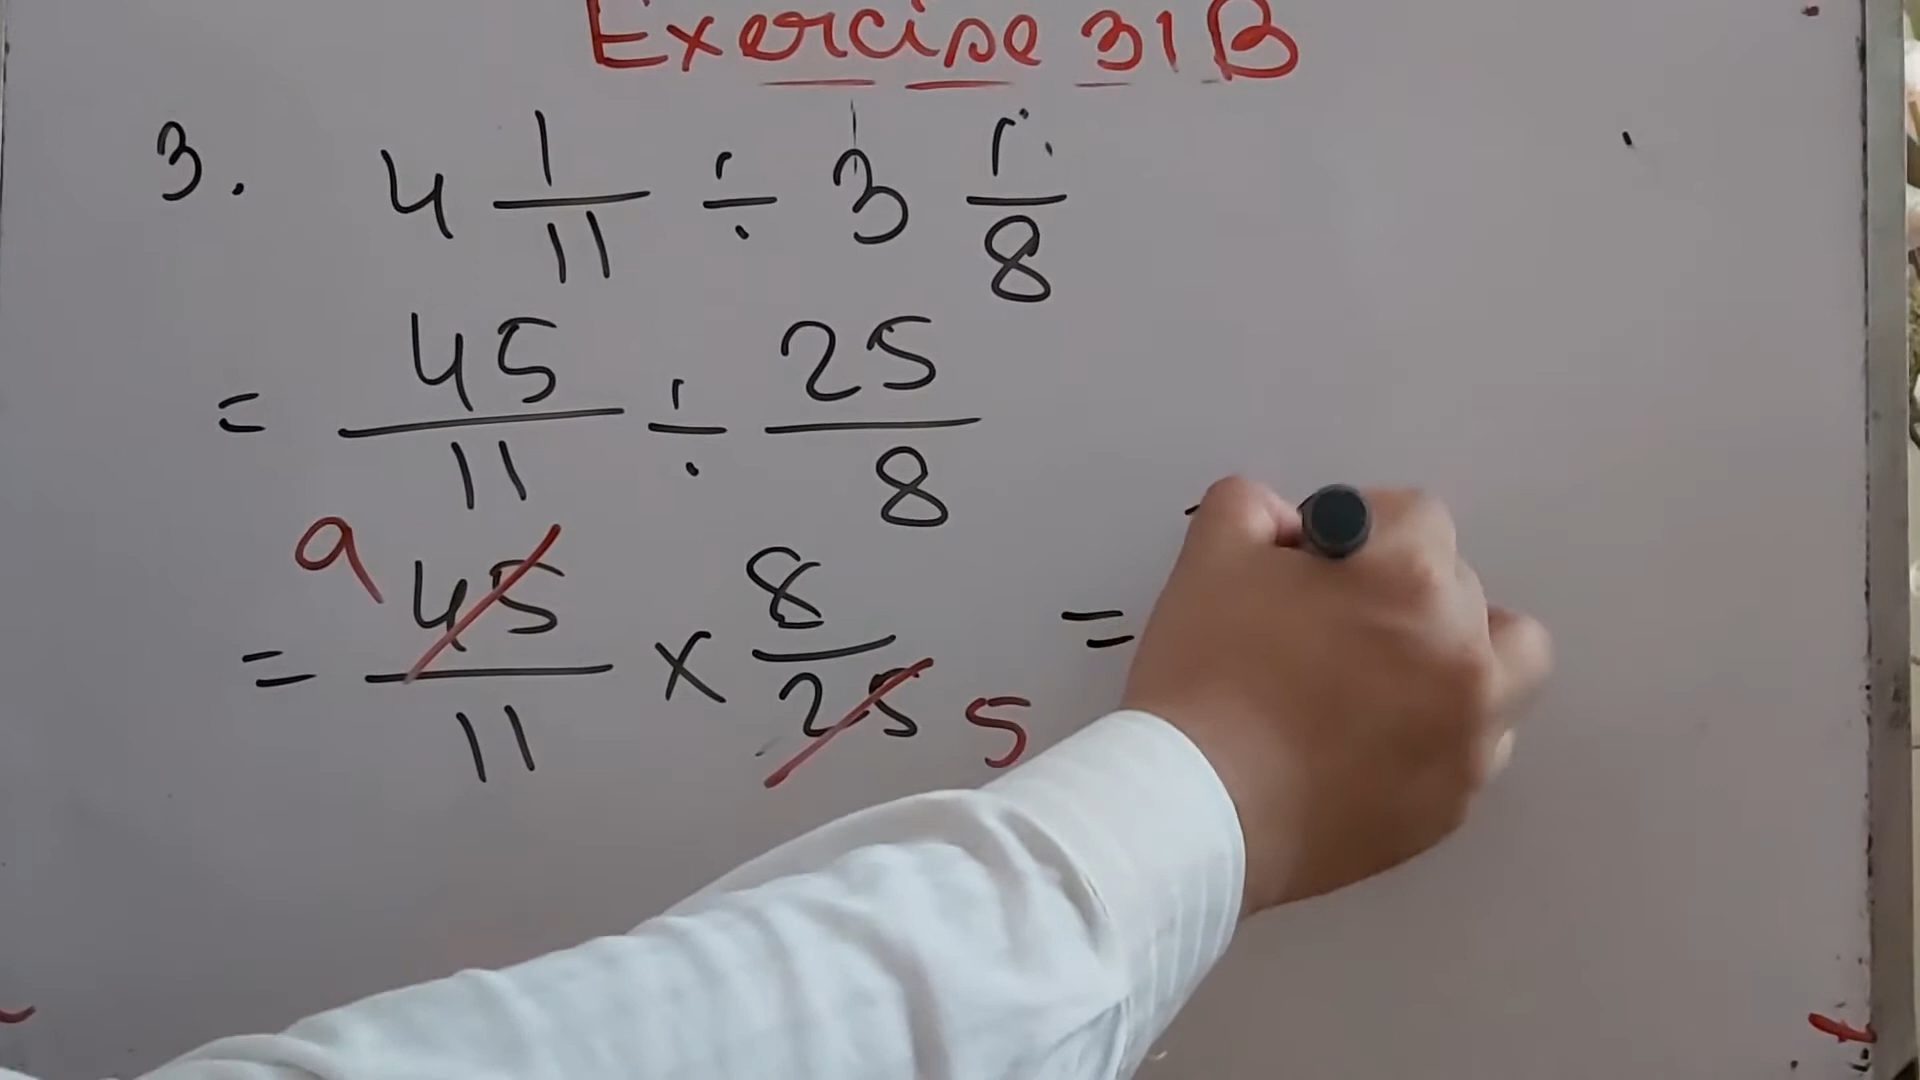 Exercise 31B
3. 4 1/11 ÷ 3 1/8
= 45/11 ÷ 25/8
= 9 45/11 × 8/25 5 =